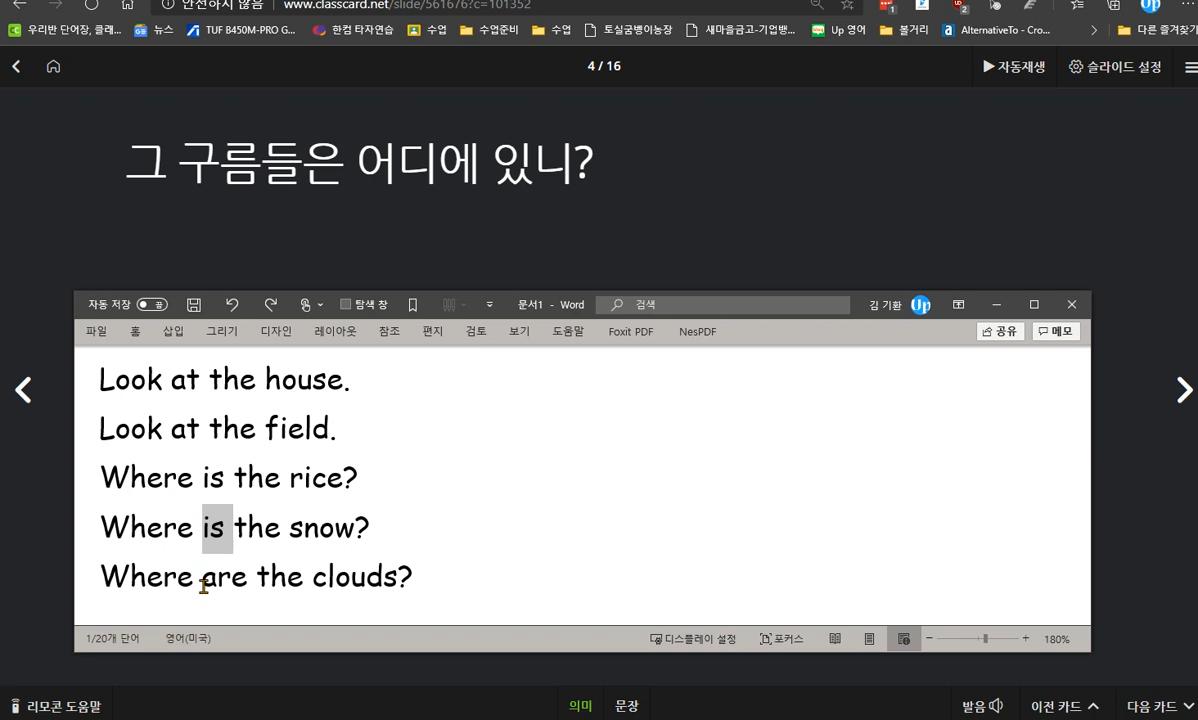 안전하지 않음 | www.classcard.net/slide/561676?c=101352
우리반 단어장, 클래... 뉴스 TUF B450M-PRO G... 한컴 타자연습 수업 수업준비 수업 토실굼벵이농장 새마을금고-기업뱅... Up 영어 볼거리 AlternativeTo - Cro... 다른 즐겨찾기
4 / 16 자동재생 슬라이드 설정
그 구름들은 어디에 있니?
자동 저장 끔 탐색 창 문서1 - Word 검색 김 기환 Up
파일 홈 삽입 그리기 디자인 레이아웃 참조 편지 검토 보기 도움말 Foxit PDF NesPDF 공유 메모
Look at the house.
Look at the field.
Where is the rice?
Where is the snow?
Where are the clouds?
1/20개 단어 영어(미국) 디스플레이 설정 포커스 180%
리모콘 도움말 의미 문장 발음 이전 카드 다음 카드